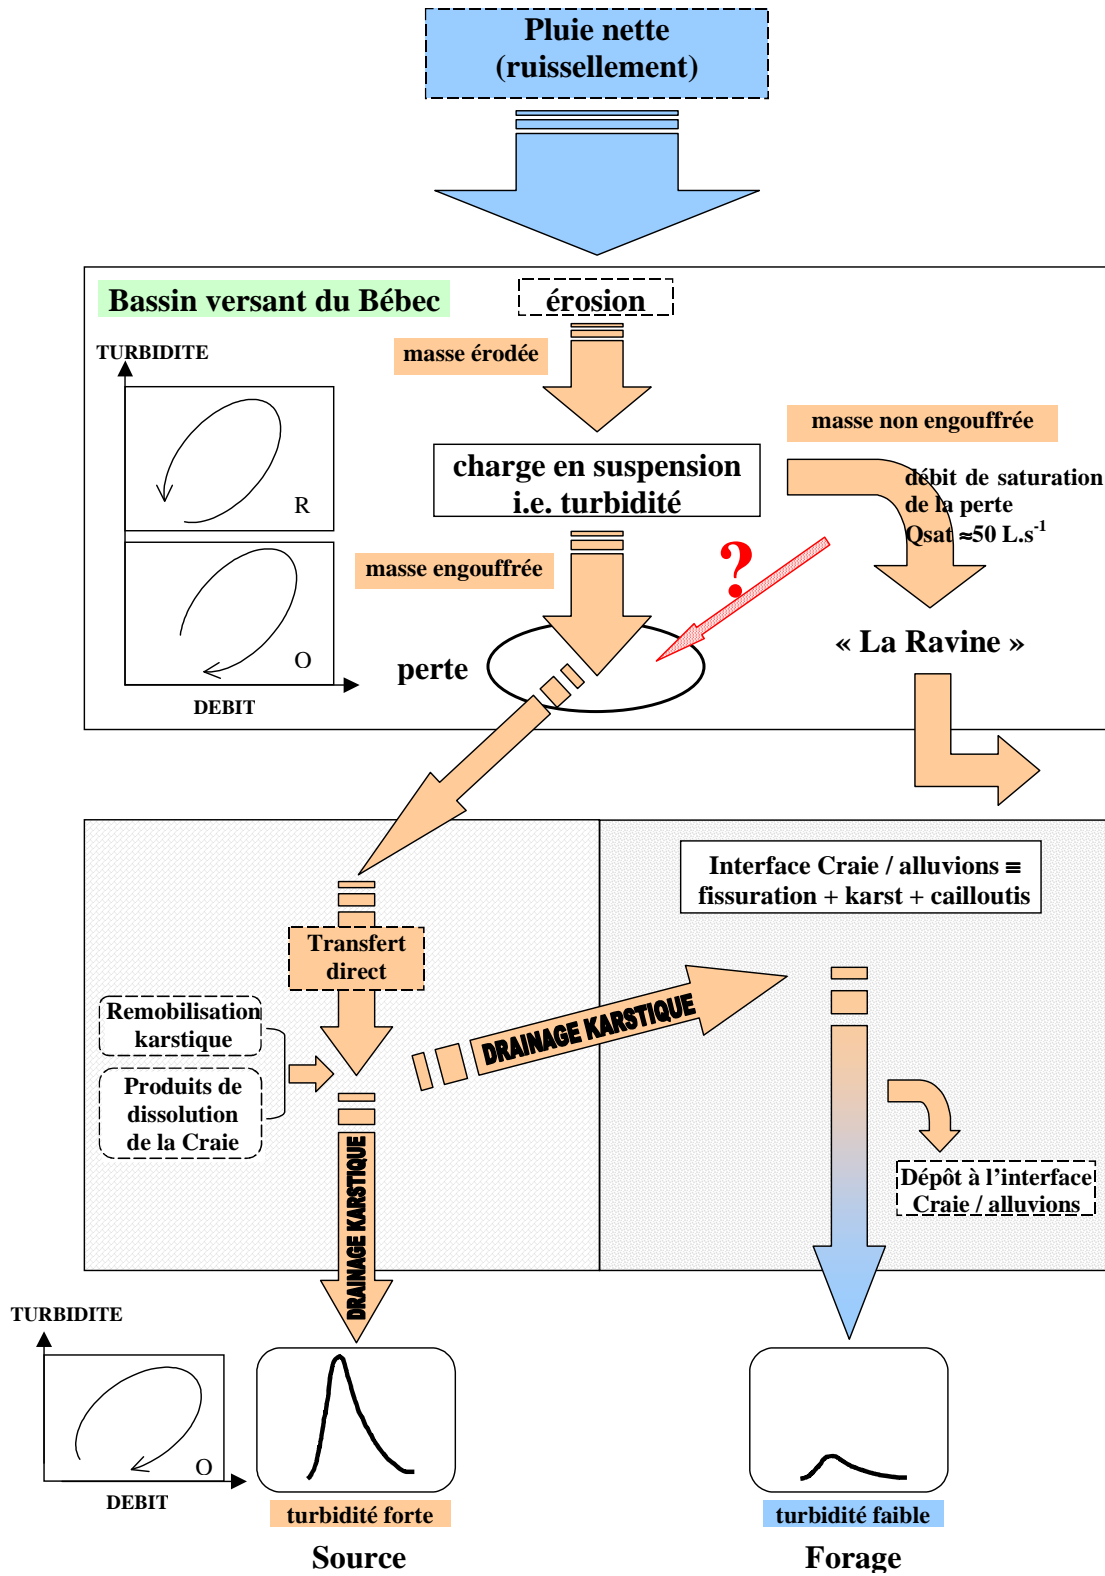 Pluie nette
(ruissellement)
Bassin versant du Bébec
érosion
TURBIDITE
masse érodée
R
masse non engouffrée
charge en suspension
i.e. turbidité
débit de saturation
de la perte
Qsat ≈50 L.s⁻¹
?
masse engouffrée
O
DEBIT
perte
« La Ravine »
Interface Craie / alluvions ≡
fissuration + karst + cailloutis
Transfert
direct
Remobilisation
karstique
Produits de
dissolution
de la Craie
DRAINAGE KARSTIQUE
DRAINAGE KARSTIQUE
Dépôt à l’interface
Craie / alluvions
TURBIDITE
O
DEBIT
turbidité forte
Source
turbidité faible
Forage